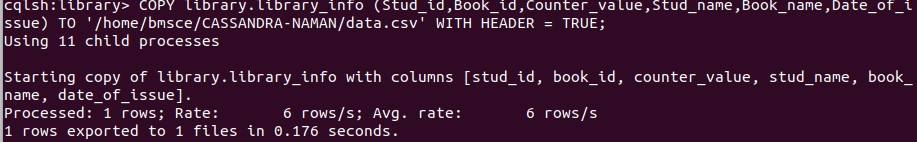 cqlsh:library> COPY library.library_info (Stud_id,Book_id,Counter_value,Stud_name,Book_name,Date_of_i
ssue) TO '/home/bmsce/CASSANDRA-NAMAN/data.csv' WITH HEADER = TRUE;
Using 11 child processes
Starting copy of library.library_info with columns [stud_id, book_id, counter_value, stud_name, book_
name, date_of_issue].
Processed: 1 rows; Rate:       6 rows/s; Avg. rate:       6 rows/s
1 rows exported to 1 files in 0.176 seconds.